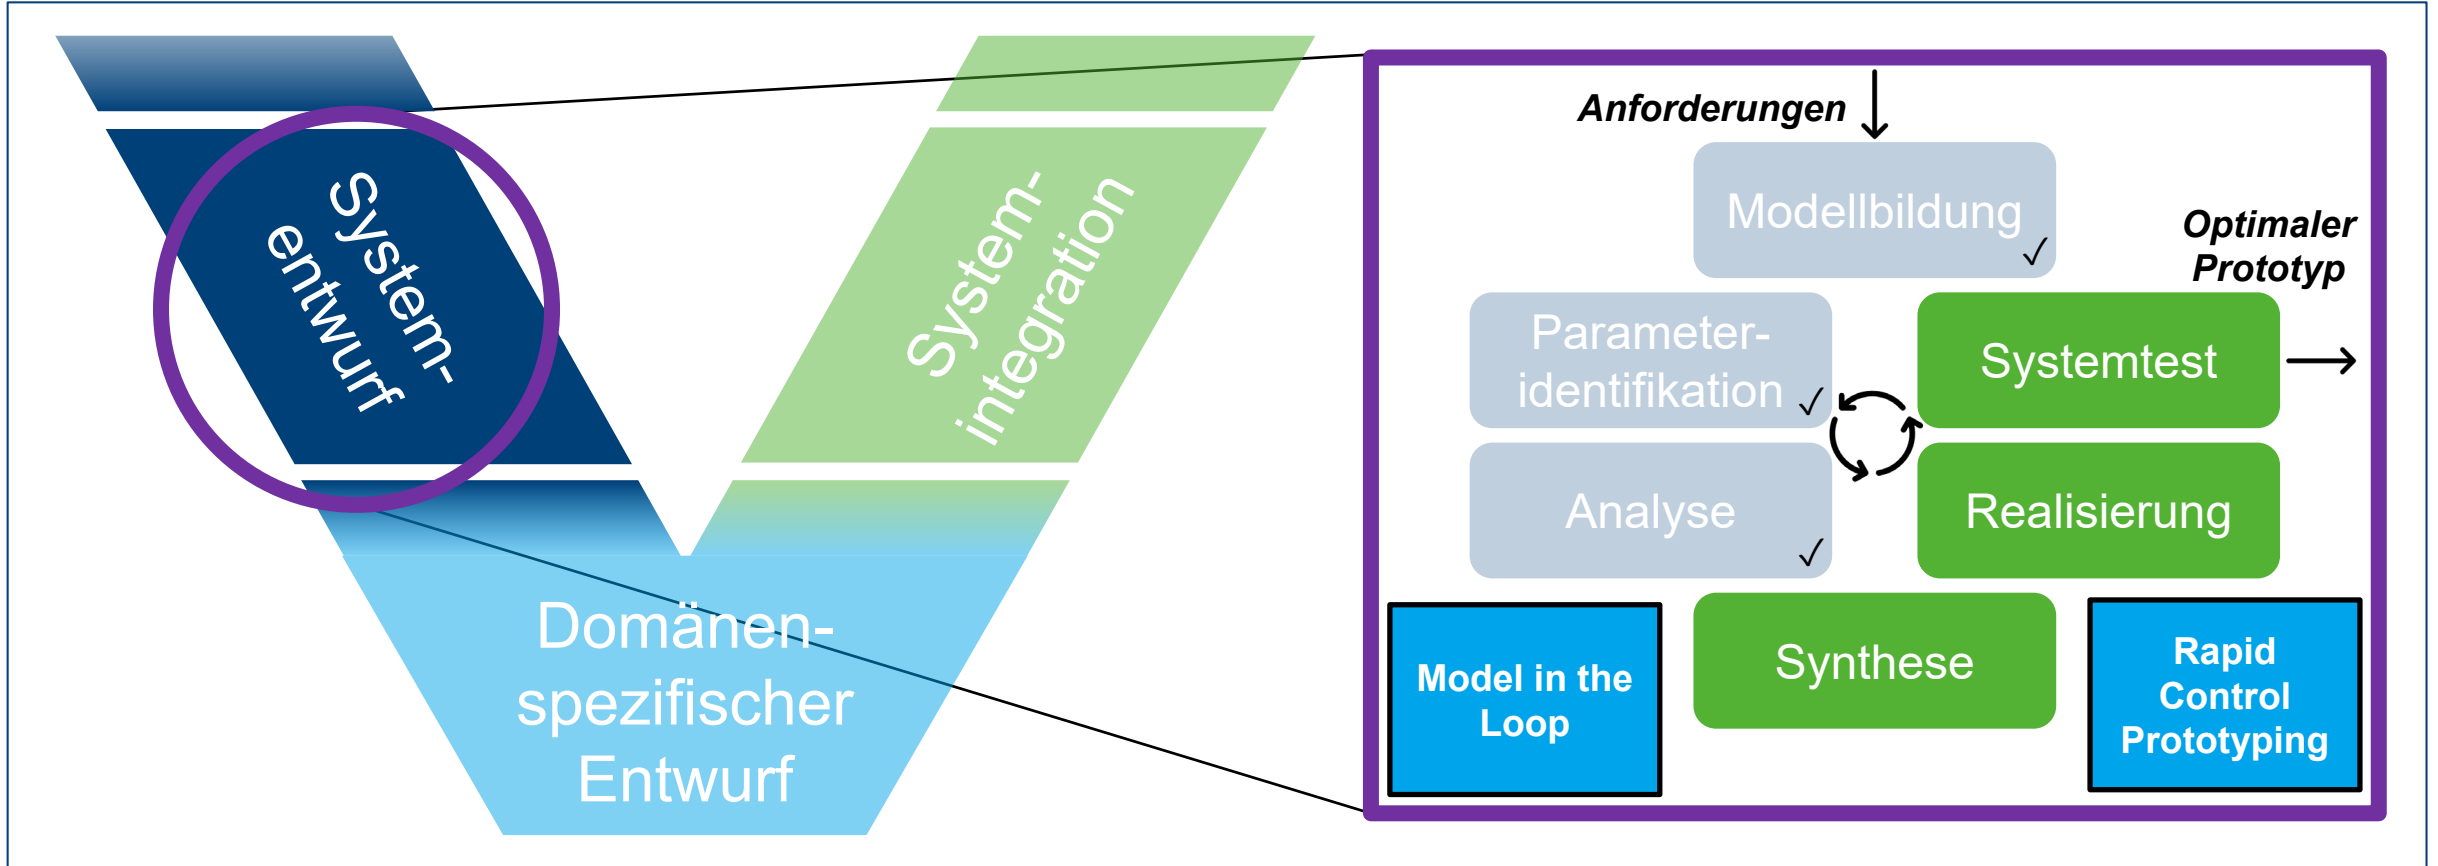 System-
entwurf
System-
integration
Domänen-
spezifischer
Entwurf
Anforderungen
Modellbildung
✓
Optimaler
Prototyp
Parameter-
identifikation
✓
Systemtest
Analyse
✓
Realisierung
Model in the
Loop
Synthese
Rapid
Control
Prototyping